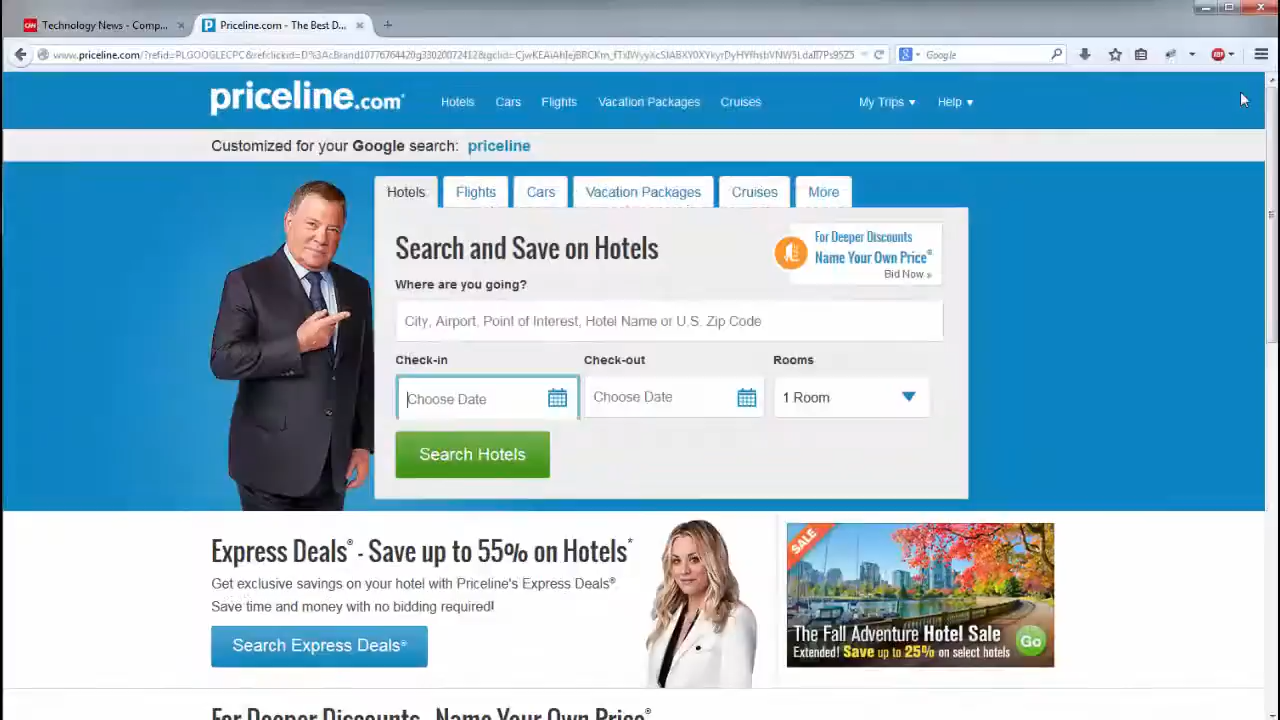 Technology News - Comp...
Priceline.com - The Best D...
Google
priceline.com®
Hotels
Cars
Flights
Vacation Packages
Cruises
My Trips
Help
Customized for your Google search: priceline
Hotels
Flights
Cars
Vacation Packages
Cruises
More
Search and Save on Hotels
For Deeper Discounts
Name Your Own Price®
Bid Now »
Where are you going?
City, Airport, Point of Interest, Hotel Name or U.S. Zip Code
Check-in
Check-out
Rooms
Choose Date
Choose Date
1 Room
Search Hotels
Express Deals® - Save up to 55% on Hotels*
Get exclusive savings on your hotel with Priceline's Express Deals®.
Save time and money with no bidding required!
Search Express Deals®
SALE
The Fall Adventure Hotel Sale
Extended! Save up to 25% on select hotels
Go
For Deeper Discounts - Name Your Own Price®